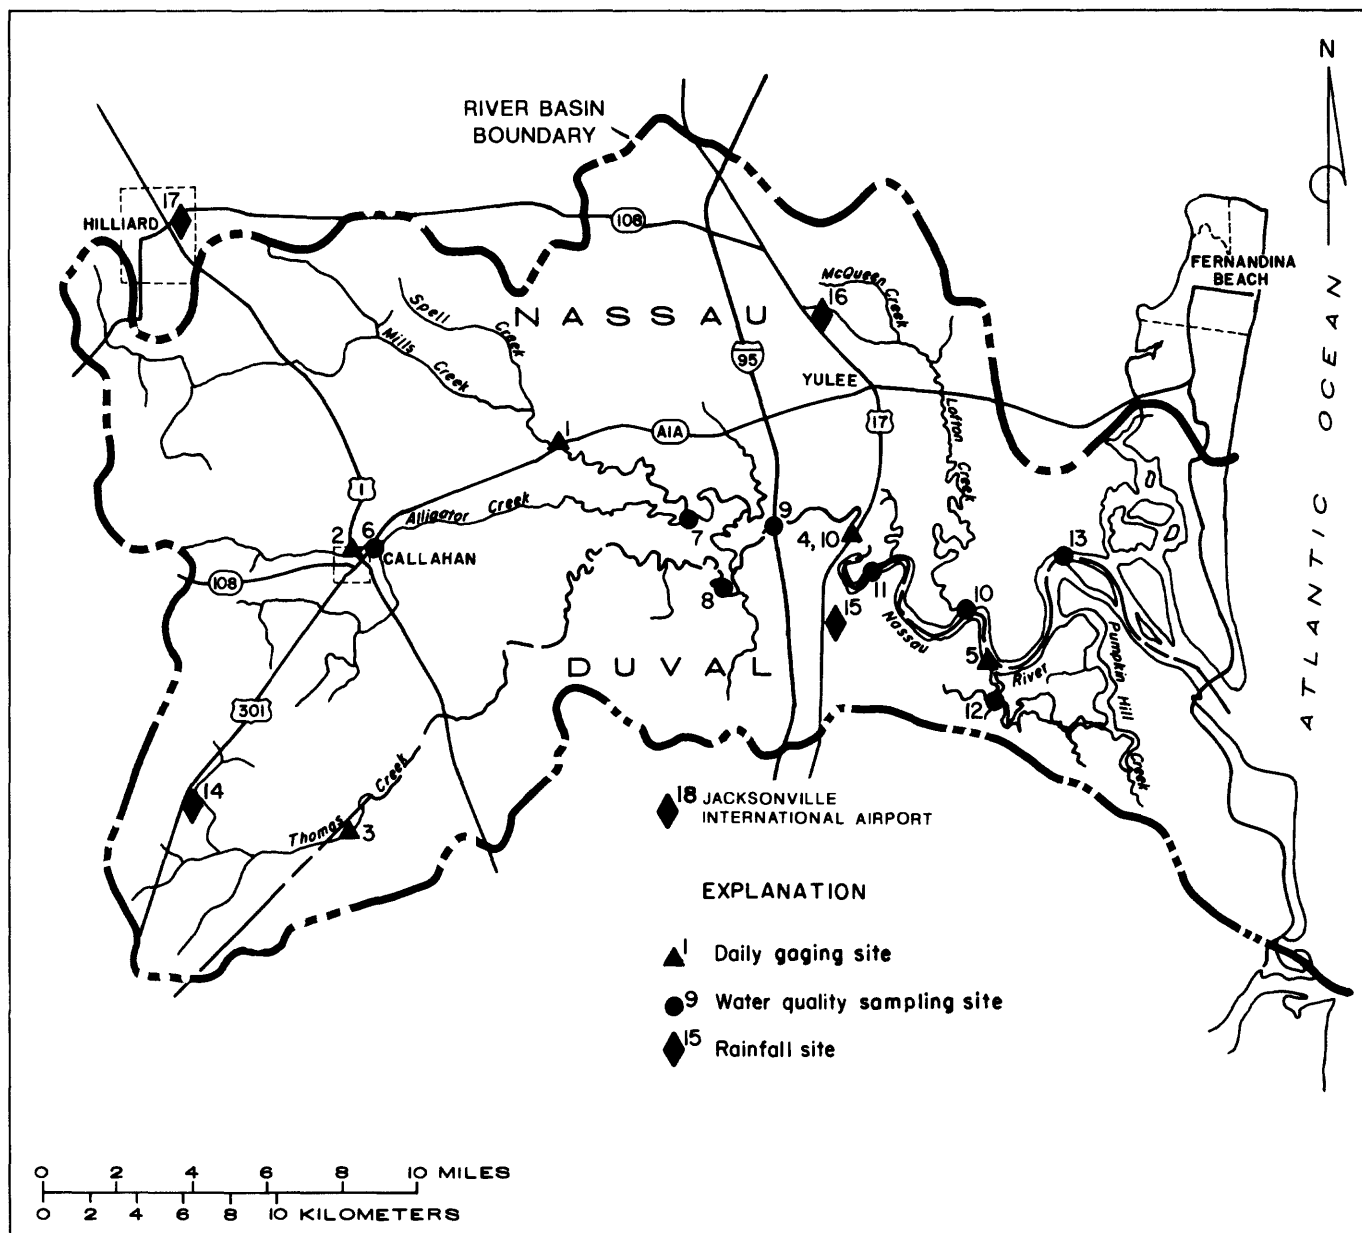 N
RIVER BASIN
BOUNDARY
17
HILLIARD
108
FERNANDINA
BEACH
McQueen Creek
16
NASSAU
Spell Creek
Mills Creek
95
YULEE
17
Lofton Creek
A1A
1
1
Alligator Creek
2
6
CALLAHAN
108
7
9
4, 10
13
8
11
10
15
Nassau River
5
12
Pumpkin Hill Creek
DUVAL
301
ATLANTIC OCEAN
14
Thomas Creek
3
18 JACKSONVILLE
INTERNATIONAL AIRPORT
EXPLANATION
1 Daily gaging site
9 Water quality sampling site
15 Rainfall site
0 2 4 6 8 10 MILES
0 2 4 6 8 10 KILOMETERS